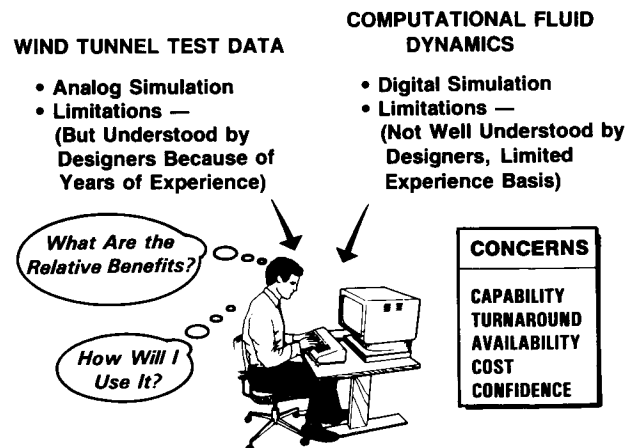 WIND TUNNEL TEST DATA
• Analog Simulation
• Limitations —
(But Understood by
Designers Because of
Years of Experience)
COMPUTATIONAL FLUID
DYNAMICS
• Digital Simulation
• Limitations —
(Not Well Understood by
Designers, Limited
Experience Basis)
What Are the
Relative Benefits?
How Will I
Use It?
CONCERNS
CAPABILITY
TURNAROUND
AVAILABILITY
COST
CONFIDENCE